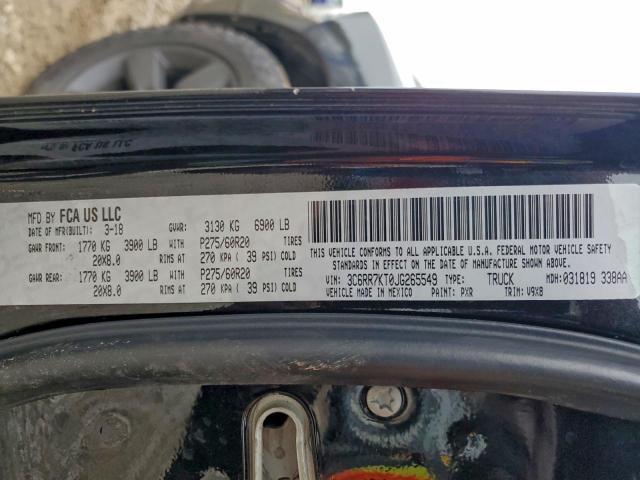 MFD BY FCA US LLC
DATE OF MFR(BUILT): 3-18 GVWR: 3130 KG 6900 LB
GAWR FRONT: 1770 KG 3900 LB WITH P275/60R20 TIRES
20X8.0 RIMS AT 270 KPA ( 39 PSI) COLD
GAWR REAR: 1770 KG 3900 LB WITH P275/60R20 TIRES
20X8.0 RIMS AT 270 KPA ( 39 PSI) COLD
THIS VEHICLE CONFORMS TO ALL APPLICABLE U.S.A. FEDERAL MOTOR VEHICLE SAFETY
STANDARDS IN EFFECT ON THE DATE OF MANUFACTURE SHOWN ABOVE.
VIN: 3C6RR7KT0JG265549 TYPE: TRUCK MDH:031819 338AA
VEHICLE MADE IN MEXICO PAINT: PXR TRIM: V9X8